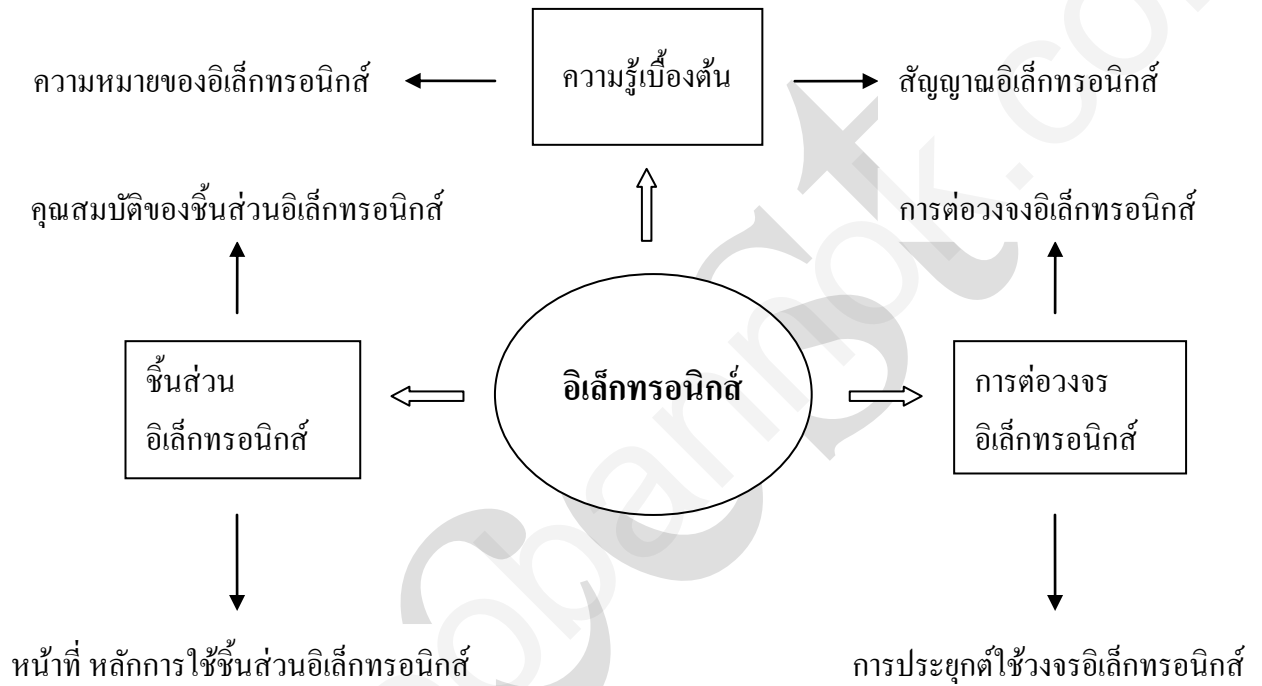 ความรู้เบื้องต้น
ความหมายของอิเล็กทรอนิกส์
สัญญาณอิเล็กทรอนิกส์
คุณสมบัติของชิ้นส่วนอิเล็กทรอนิกส์
การต่อวงจงอิเล็กทรอนิกส์
ชิ้นส่วน
อิเล็กทรอนิกส์
อิเล็กทรอนิกส์
การต่อวงจร
อิเล็กทรอนิกส์
หน้าที่ หลักการใช้ชิ้นส่วนอิเล็กทรอนิกส์
การประยุกต์ใช้วงจรอิเล็กทรอนิกส์